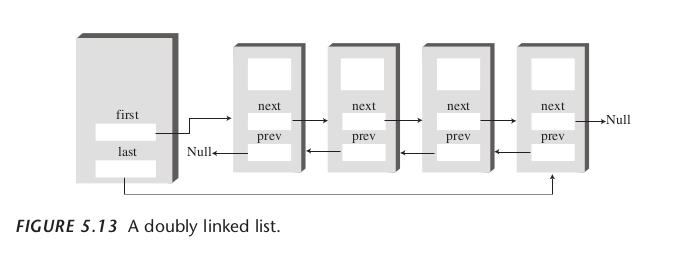 first
last
next
prev
Null
next
prev
next
prev
next
prev
Null
FIGURE 5.13 A doubly linked list.